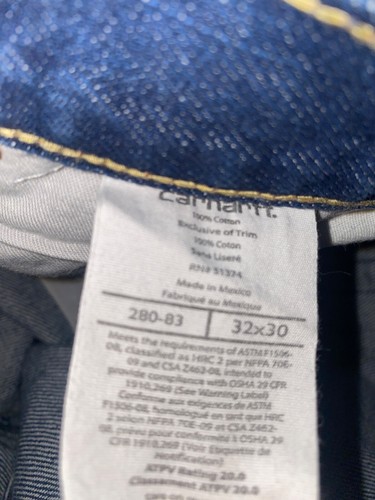 Carhartt.
100% Cotton
Exclusive of Trim
100% Coton
Sans Liseré
RN# 51374
Made in Mexico
Fabriqué au Mexique
280-83 32x30
Meets the requirements of ASTM F1506-
08, classified as HRC 2 per NFPA 70E-
09 and CSA Z462-08, intended to
provide compliance with OSHA 29 CFR
1910.269 (See Warning Label)
Conforme aux exigences de ASTM
F1506-08, homologué en tant que HRC
2 selon NFPA 70E-09 et CSA Z462-
08, prévu pour conformité à OSHA 29
CFR 1910.269 (Voir Etiquette de
Notification)
ATPV Rating 20.0
Classement ATPV 20.0